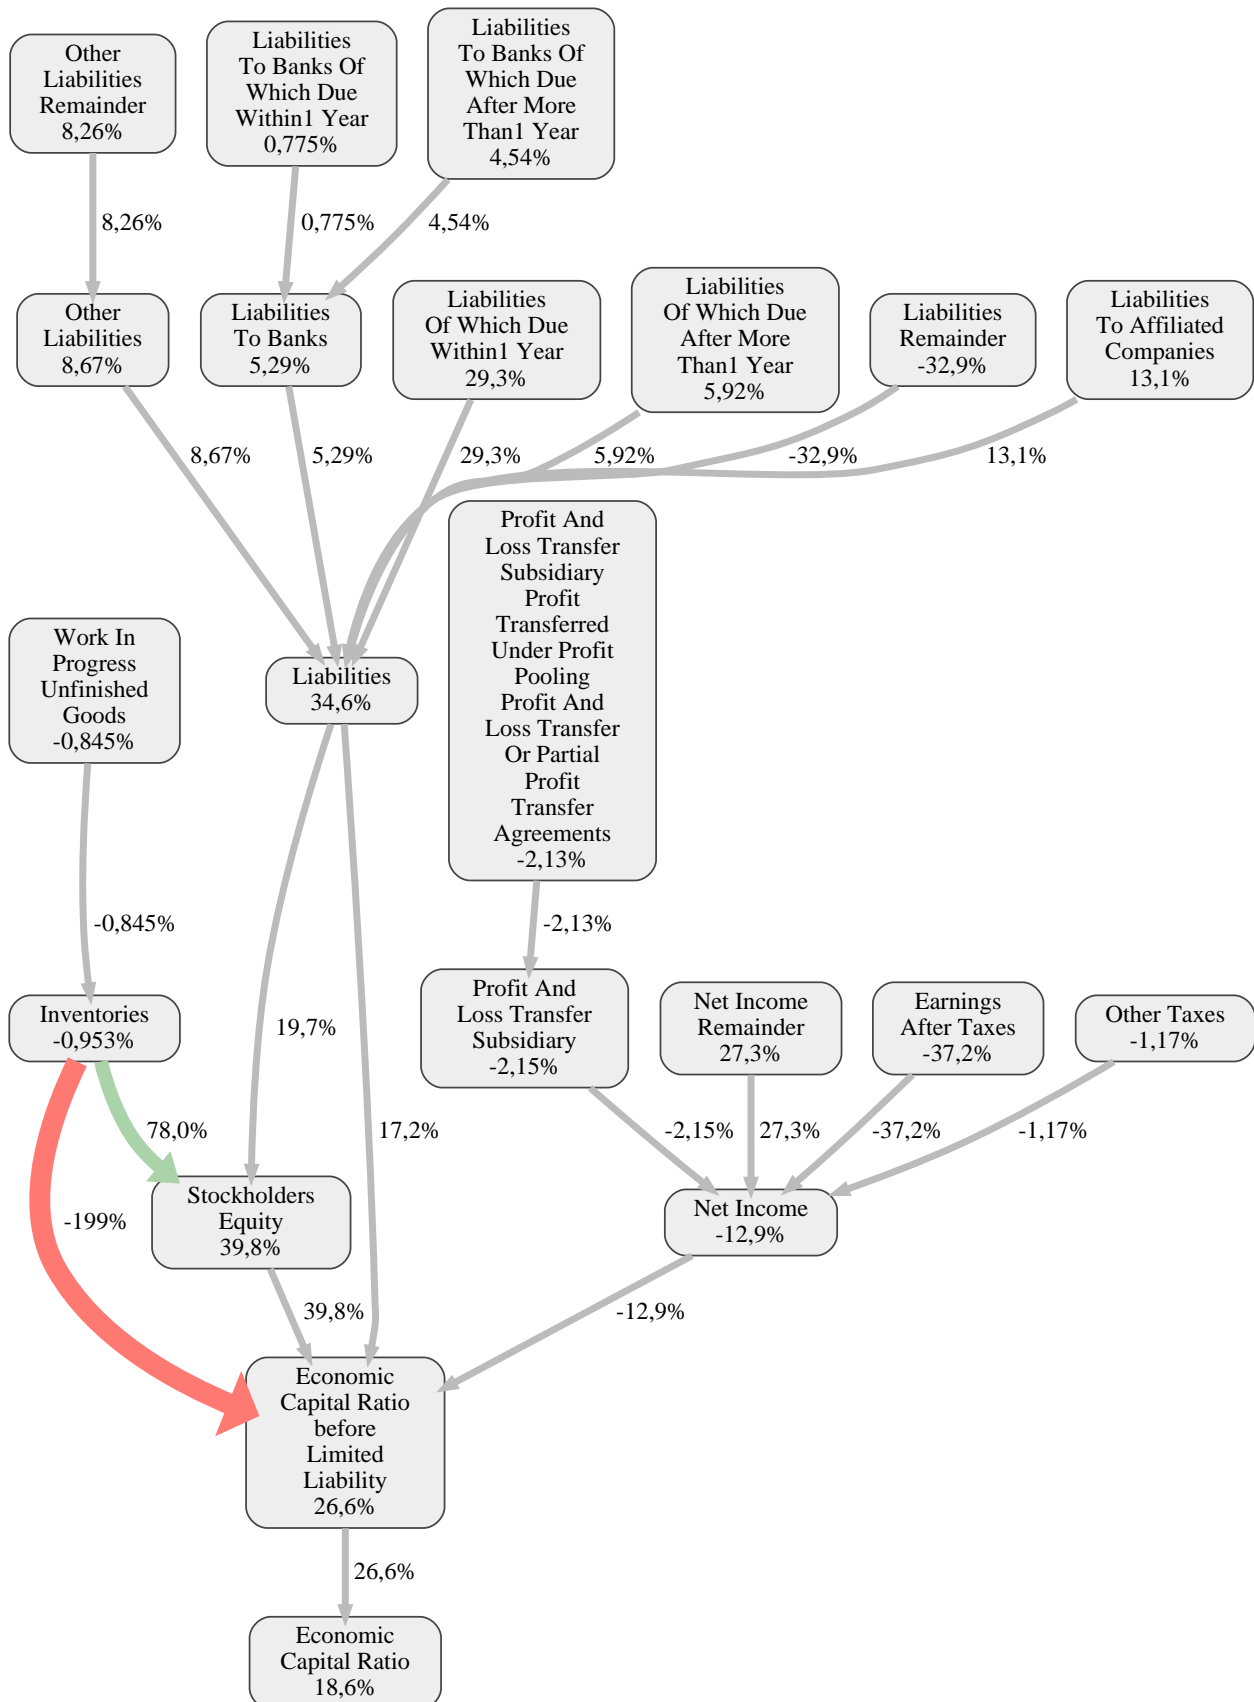 Other
Liabilities
Remainder
8,26%
Liabilities
To Banks Of
Which Due
Within1 Year
0,775%
Liabilities
To Banks Of
Which Due
After More
Than1 Year
4,54%
8,26%
0,775%
4,54%
Other
Liabilities
8,67%
Liabilities
To Banks
5,29%
Liabilities
Of Which Due
Within1 Year
29,3%
Liabilities
Of Which Due
After More
Than1 Year
5,92%
Liabilities
Remainder
-32,9%
Liabilities
To Affiliated
Companies
13,1%
8,67%
5,29%
29,3%
5,92%
-32,9%
13,1%
Profit And
Loss Transfer
Subsidiary
Profit
Transferred
Under Profit
Pooling
Profit And
Loss Transfer
Or Partial
Profit
Transfer
Agreements
-2,13%
Work In
Progress
Unfinished
Goods
-0,845%
Liabilities
34,6%
-0,845%
-2,13%
Inventories
-0,953%
19,7%
Profit And
Loss Transfer
Subsidiary
-2,15%
Net Income
Remainder
27,3%
Earnings
After Taxes
-37,2%
Other Taxes
-1,17%
78,0%
17,2%
-2,15%
27,3%
-37,2%
-1,17%
-199%
Stockholders
Equity
39,8%
Net Income
-12,9%
39,8%
-12,9%
Economic
Capital Ratio
before
Limited
Liability
26,6%
26,6%
Economic
Capital Ratio
18,6%